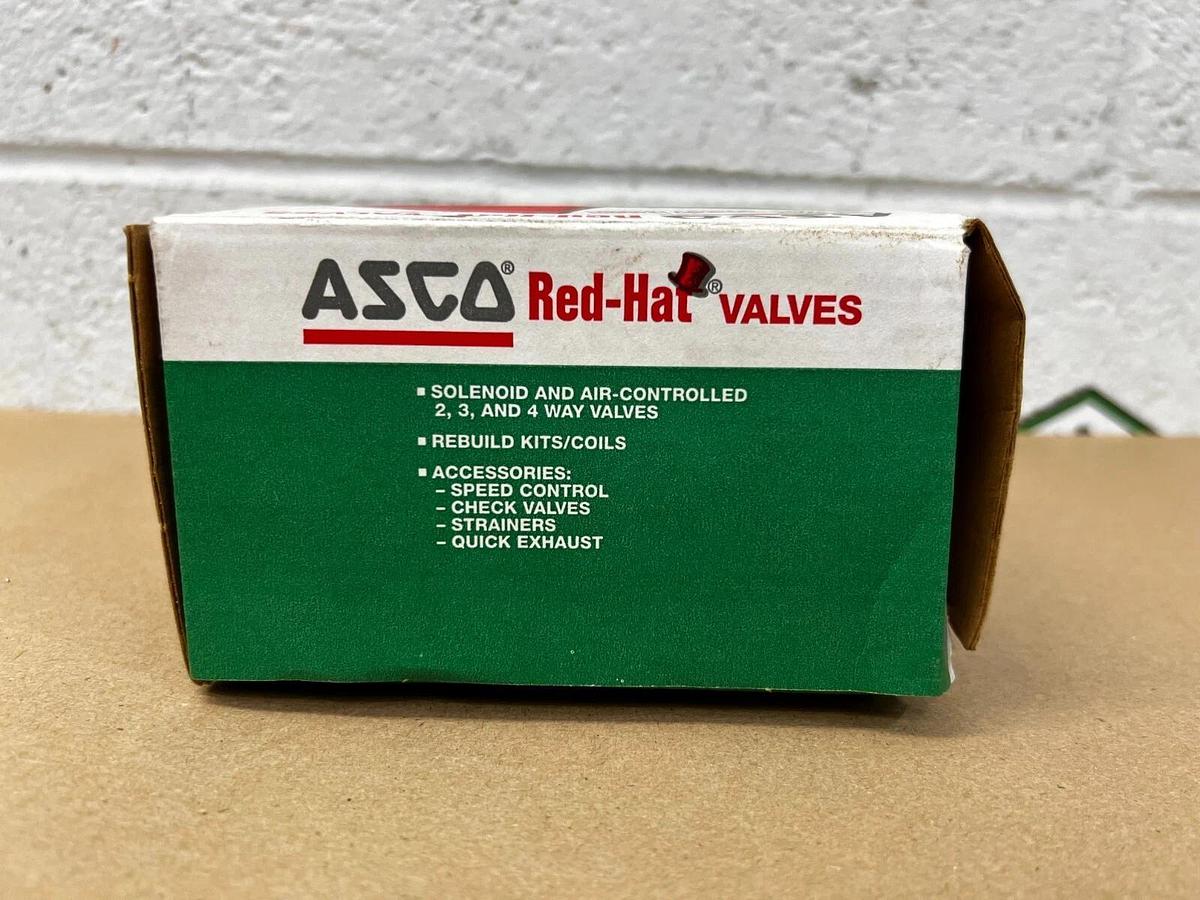 ASCO® Red-Hat® VALVES
▪ SOLENOID AND AIR-CONTROLLED
2, 3, AND 4 WAY VALVES
▪ REBUILD KITS/COILS
▪ ACCESSORIES:
– SPEED CONTROL
– CHECK VALVES
– STRAINERS
– QUICK EXHAUST